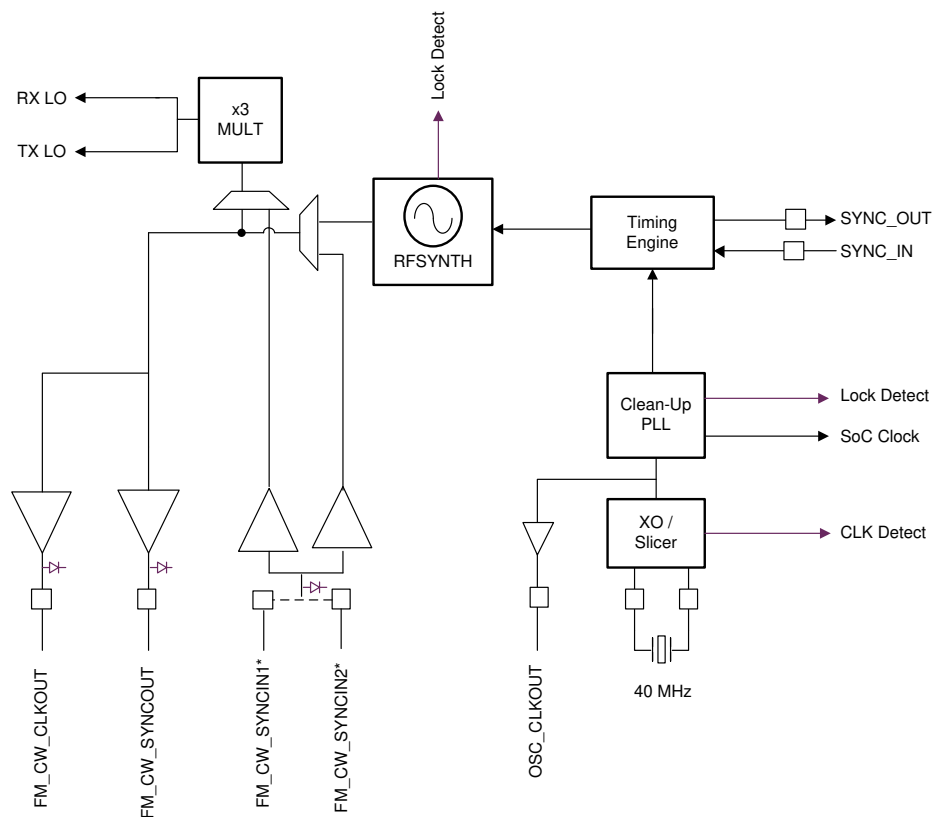 Lock Detect
RX LO
TX LO
x3
MULT
RFSYNTH
Timing
Engine
SYNC_OUT
SYNC_IN
Clean-Up
PLL
Lock Detect
SoC Clock
XO /
Slicer
CLK Detect
40 MHz
FM_CW_CLKOUT
FM_CW_SYNCOUT
FM_CW_SYNCIN1*
FM_CW_SYNCIN2*
OSC_CLKOUT